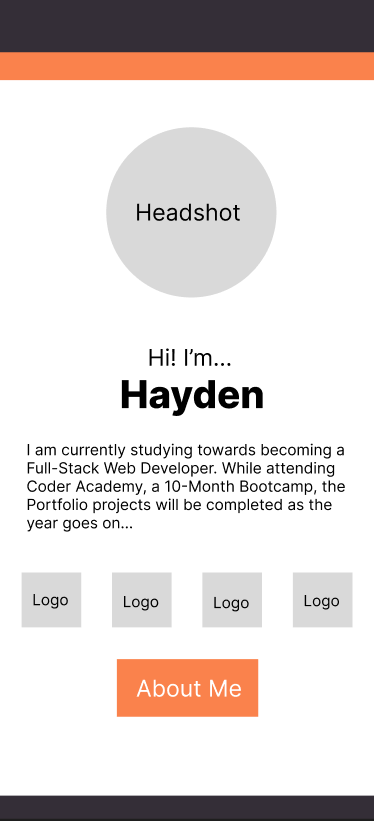 Headshot
Hi! I’m...
Hayden
I am currently studying towards becoming a
Full-Stack Web Developer. While attending
Coder Academy, a 10-Month Bootcamp, the
Portfolio projects will be completed as the
year goes on...
Logo Logo Logo Logo
About Me